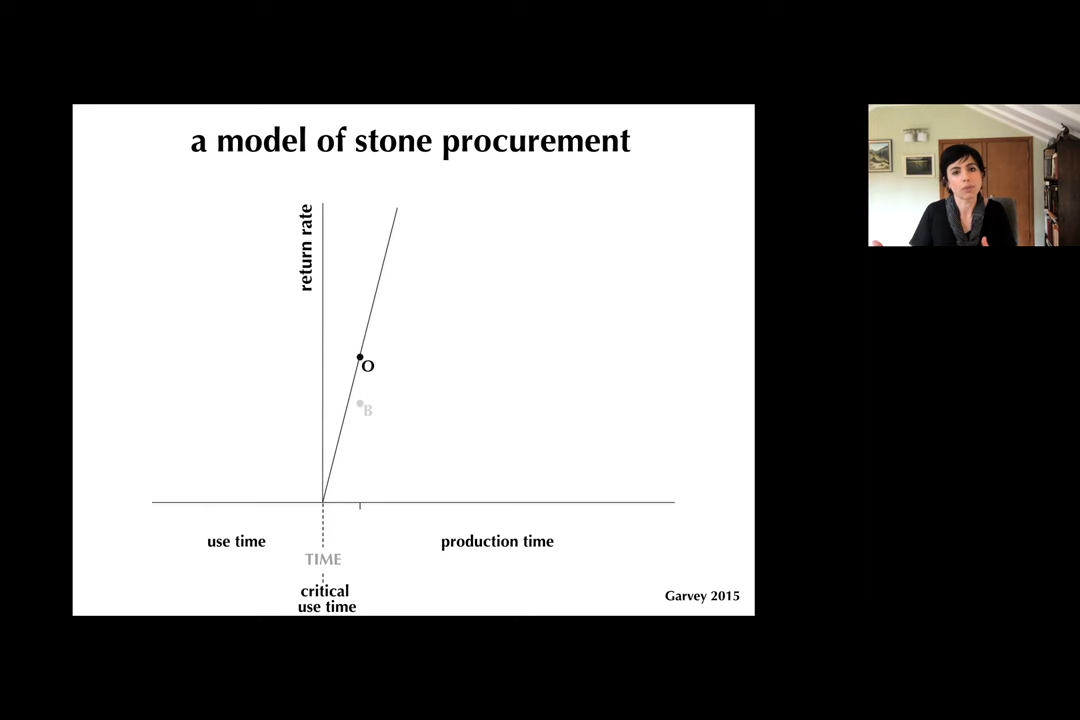 a model of stone procurement
return rate
O
B
use time
production time
TIME
critical
use time
Garvey 2015